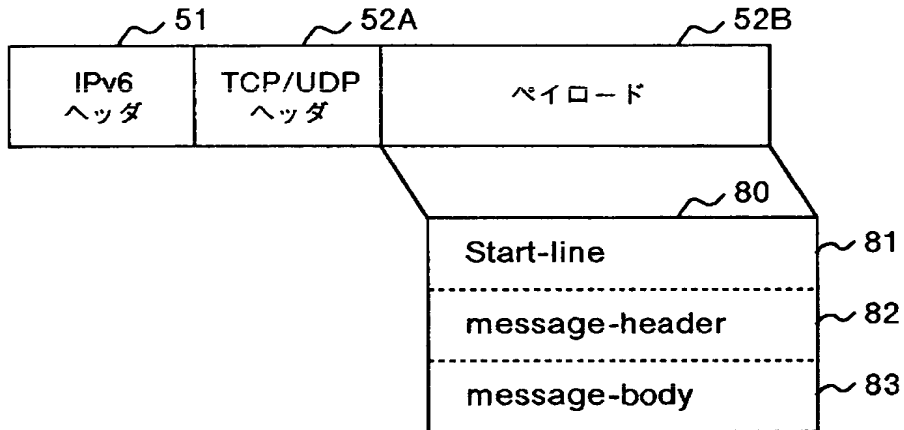 51
52A
52B
IPv6
ヘッダ
TCP/UDP
ヘッダ
ペイロード
80
Start-line
81
message-header
82
message-body
83